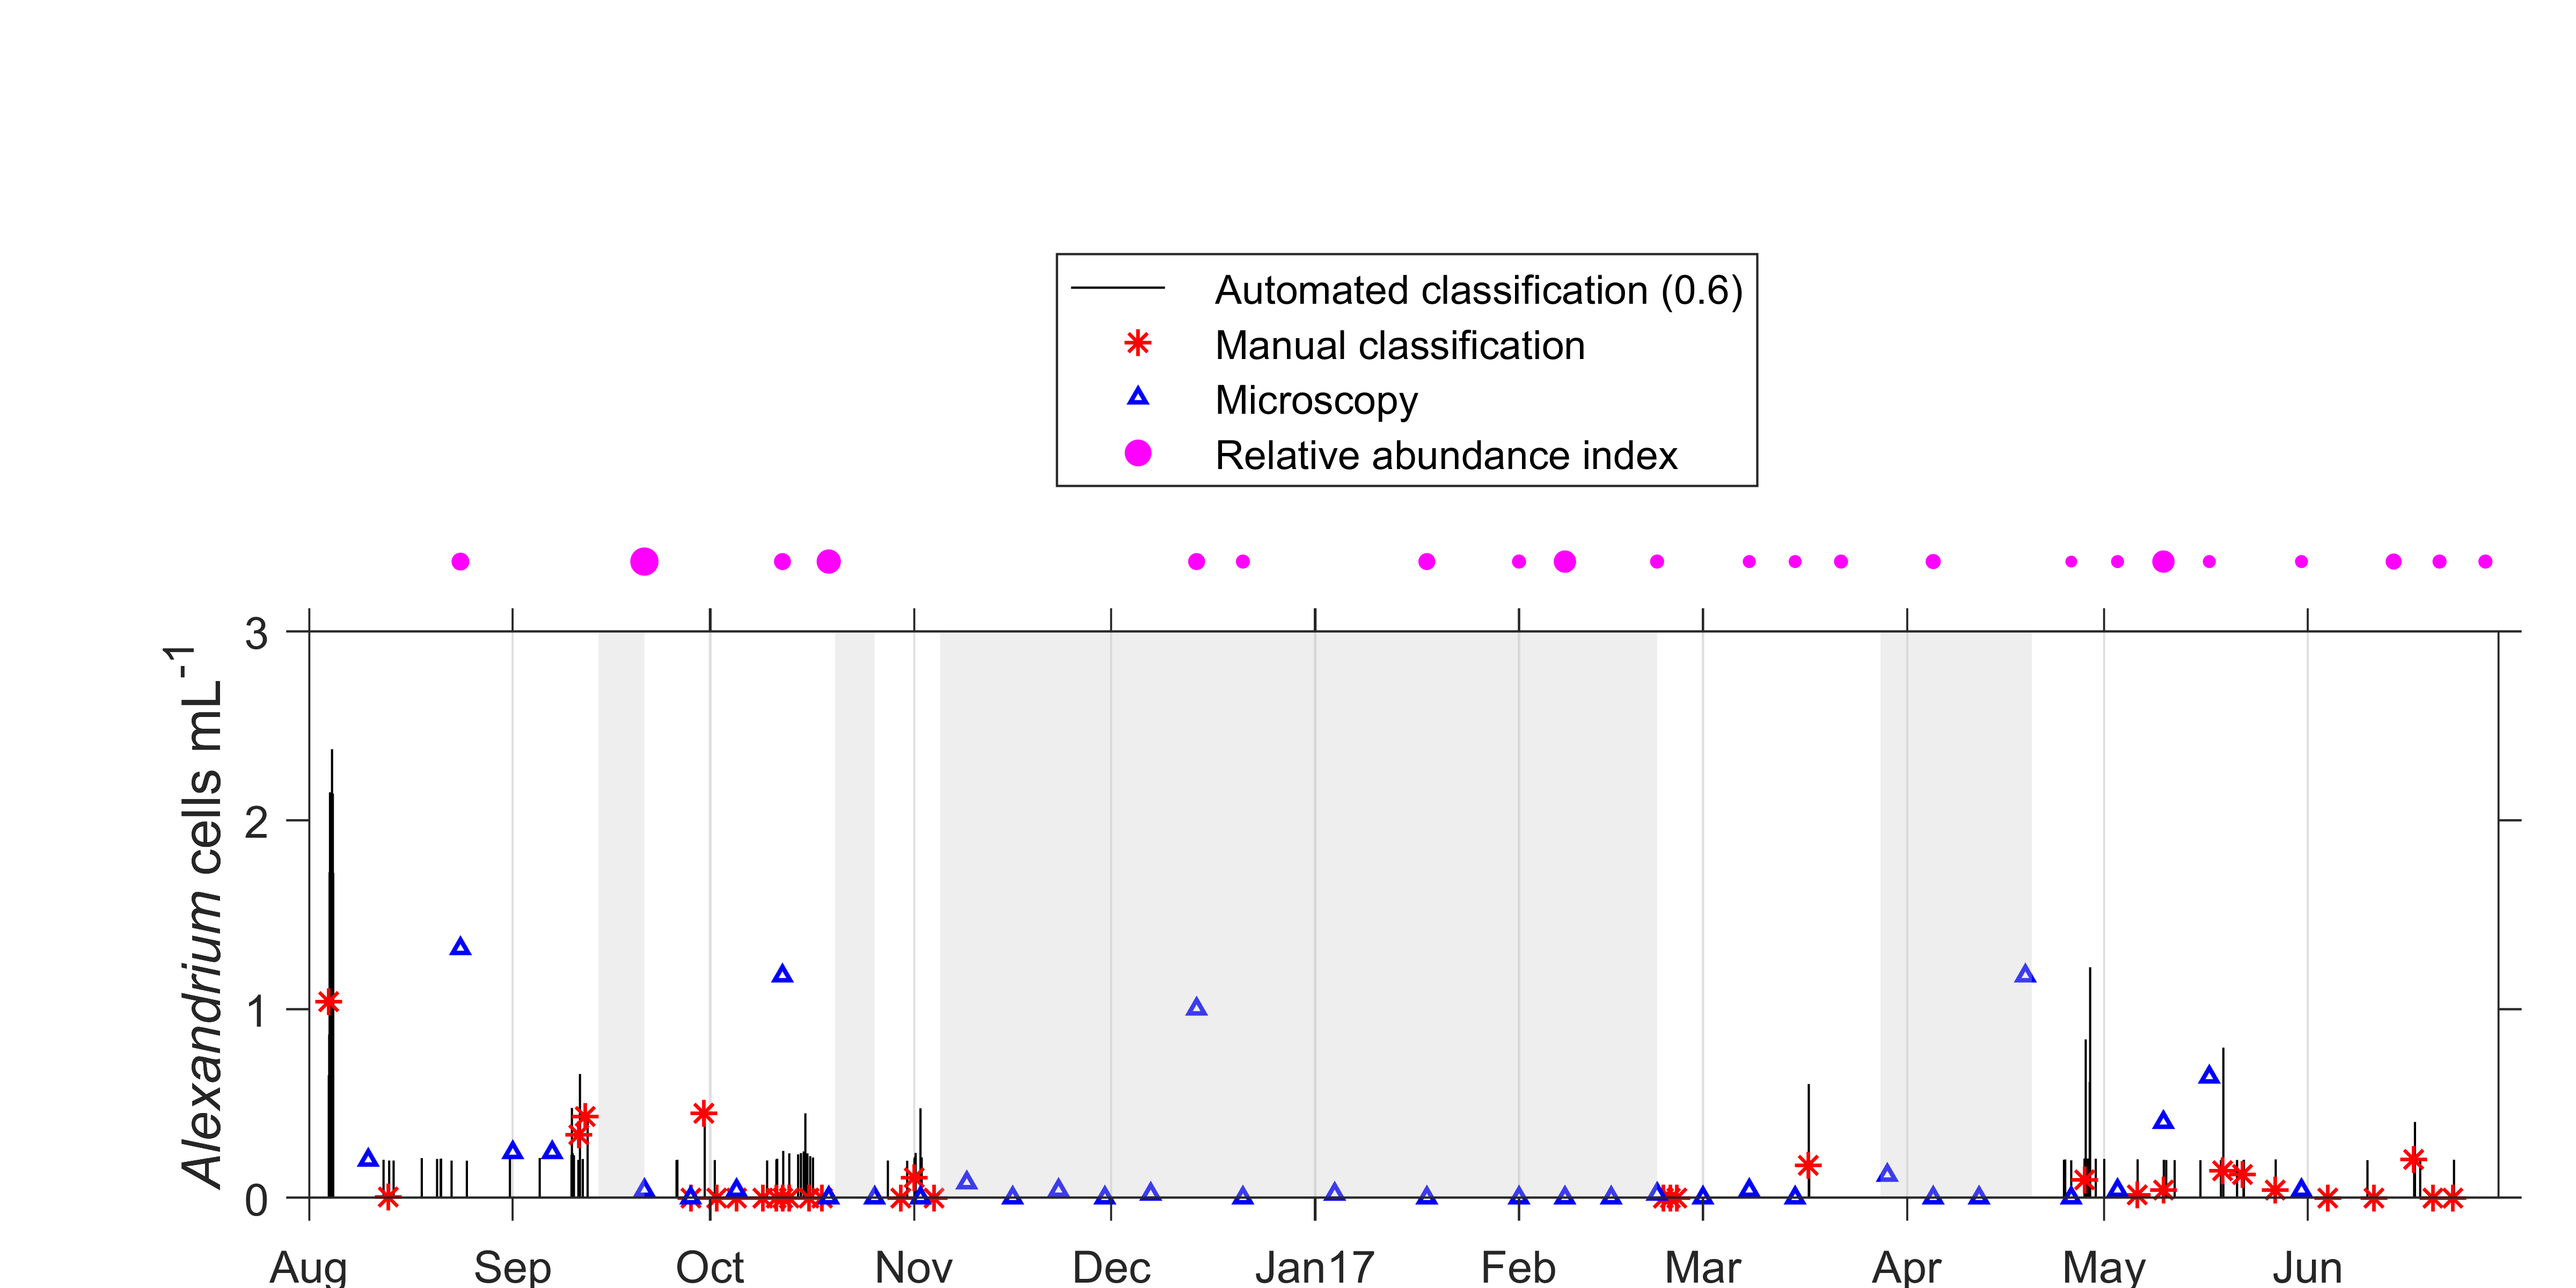 Automated classification (0.6)
Manual classification
Microscopy
Relative abundance index
Alexandrium cells mL-1
3
2
1
0
Aug Sep Oct Nov Dec Jan17 Feb Mar Apr May Jun